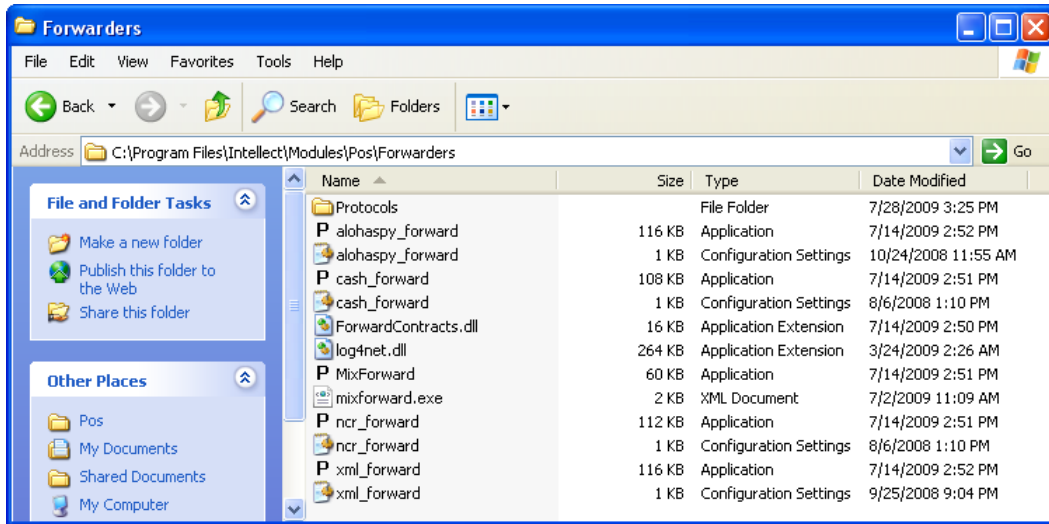 Forwarders
File Edit View Favorites Tools Help
Back Search Folders
Address C:\Program Files\Intellect\Modules\Pos\Forwarders Go
File and Folder Tasks
Make a new folder
Publish this folder to
the Web
Share this folder
Other Places
Pos
My Documents
Shared Documents
My Computer
Name Size Type Date Modified
Protocols File Folder 7/28/2009 3:25 PM
P alohaspy_forward 116 KB Application 7/14/2009 2:52 PM
alohaspy_forward 1 KB Configuration Settings 10/24/2008 11:55 AM
P cash_forward 108 KB Application 7/14/2009 2:51 PM
cash_forward 1 KB Configuration Settings 8/6/2008 1:10 PM
ForwardContracts.dll 16 KB Application Extension 7/14/2009 2:50 PM
log4net.dll 264 KB Application Extension 3/24/2009 2:26 AM
P MixForward 60 KB Application 7/14/2009 2:51 PM
mixforward.exe 2 KB XML Document 7/2/2009 11:09 AM
P ncr_forward 112 KB Application 7/14/2009 2:51 PM
ncr_forward 1 KB Configuration Settings 8/6/2008 1:10 PM
P xml_forward 116 KB Application 7/14/2009 2:52 PM
xml_forward 1 KB Configuration Settings 9/25/2008 9:04 PM